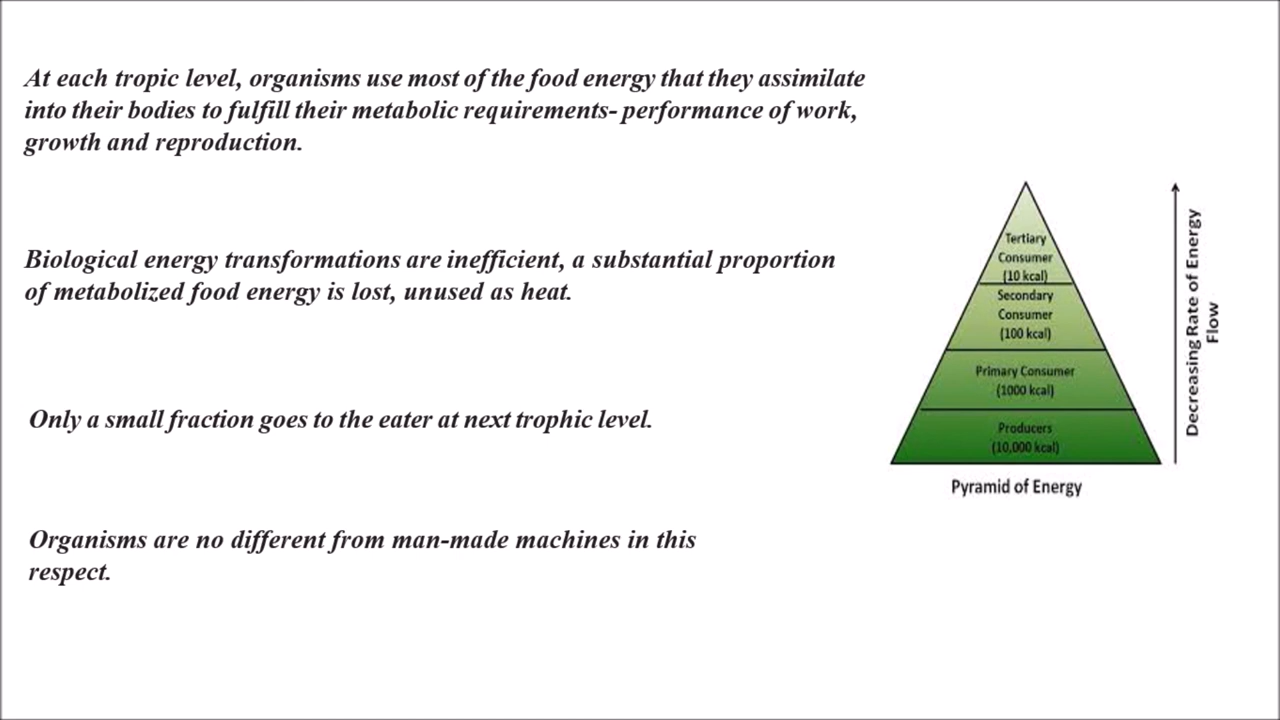 At each tropic level, organisms use most of the food energy that they assimilate
into their bodies to fulfill their metabolic requirements- performance of work,
growth and reproduction.
Biological energy transformations are inefficient, a substantial proportion
of metabolized food energy is lost, unused as heat.
Only a small fraction goes to the eater at next trophic level.
Organisms are no different from man-made machines in this
respect.
Tertiary
Consumer
(10 kcal)
Secondary
Consumer
(100 kcal)
Primary Consumer
(1000 kcal)
Producers
(10,000 kcal)
Pyramid of Energy
Decreasing Rate of Energy
Flow